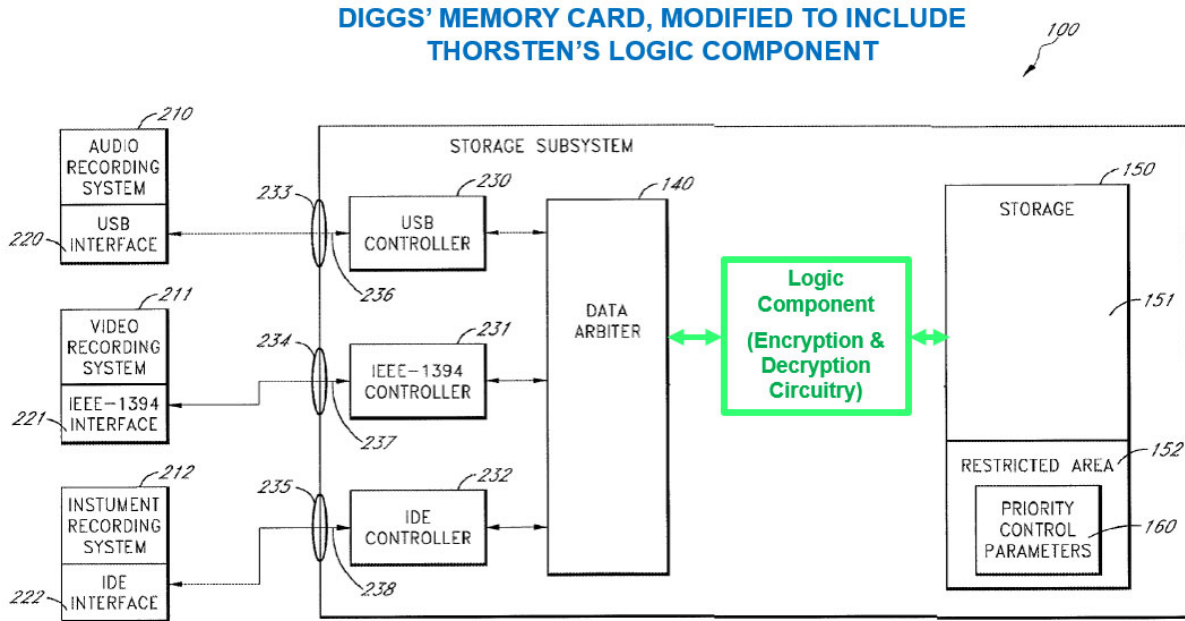 DIGGS' MEMORY CARD, MODIFIED TO INCLUDE
THORSTEN'S LOGIC COMPONENT
100
210
AUDIO
RECORDING
SYSTEM
USB
INTERFACE
220
STORAGE SUBSYSTEM
233
230
USB
CONTROLLER
236
140
DATA
ARBITER
Logic
Component
(Encryption &
Decryption
Circuitry)
150
STORAGE
151
211
VIDEO
RECORDING
SYSTEM
IEEE-1394
INTERFACE
221
234
231
IEEE-1394
CONTROLLER
237
212
INSTUMENT
RECORDING
SYSTEM
IDE
INTERFACE
222
235
232
IDE
CONTROLLER
238
152
RESTRICTED AREA
PRIORITY
CONTROL
PARAMETERS
160